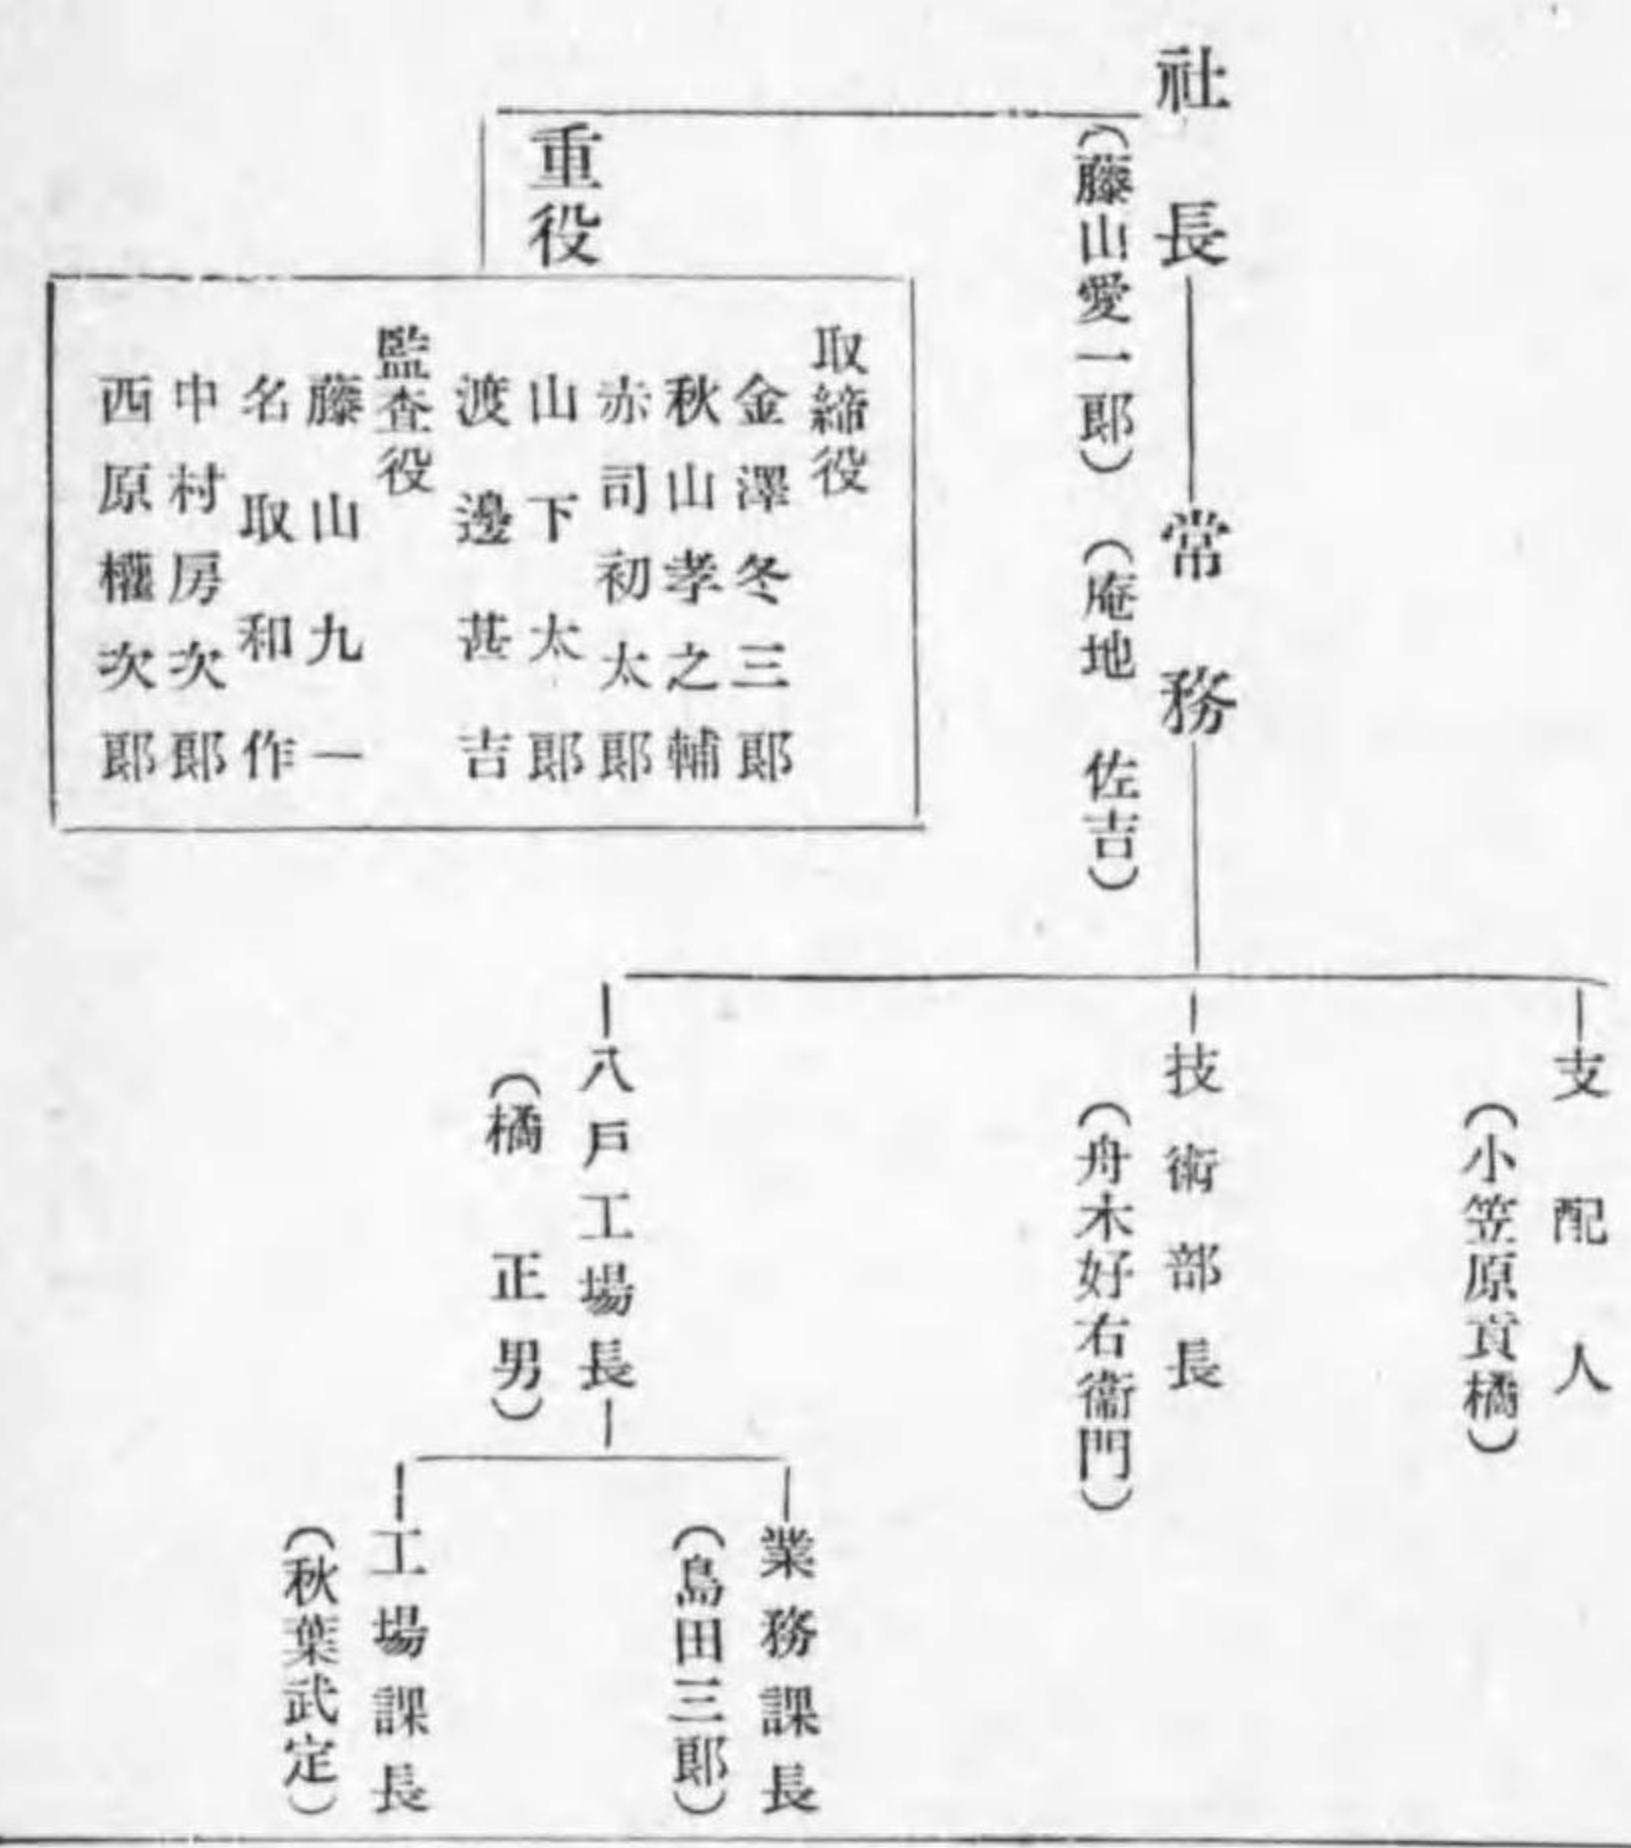 社長
(藤山愛一郎)
常務
(庵地 佐吉)
重役
取締役
金澤冬三郎
秋山孝之輔
赤司初太郎
山下太郎
渡邊甚吉
監査役
藤山九一
名取和作
中村房次郎
西原權次郎
支配人
(小笠原實橘)
技術部長
(舟木好右衞門)
八戶工場長
(橘 正男)
業務課長
(島田三郎)
工場課長
(秋葉武定)